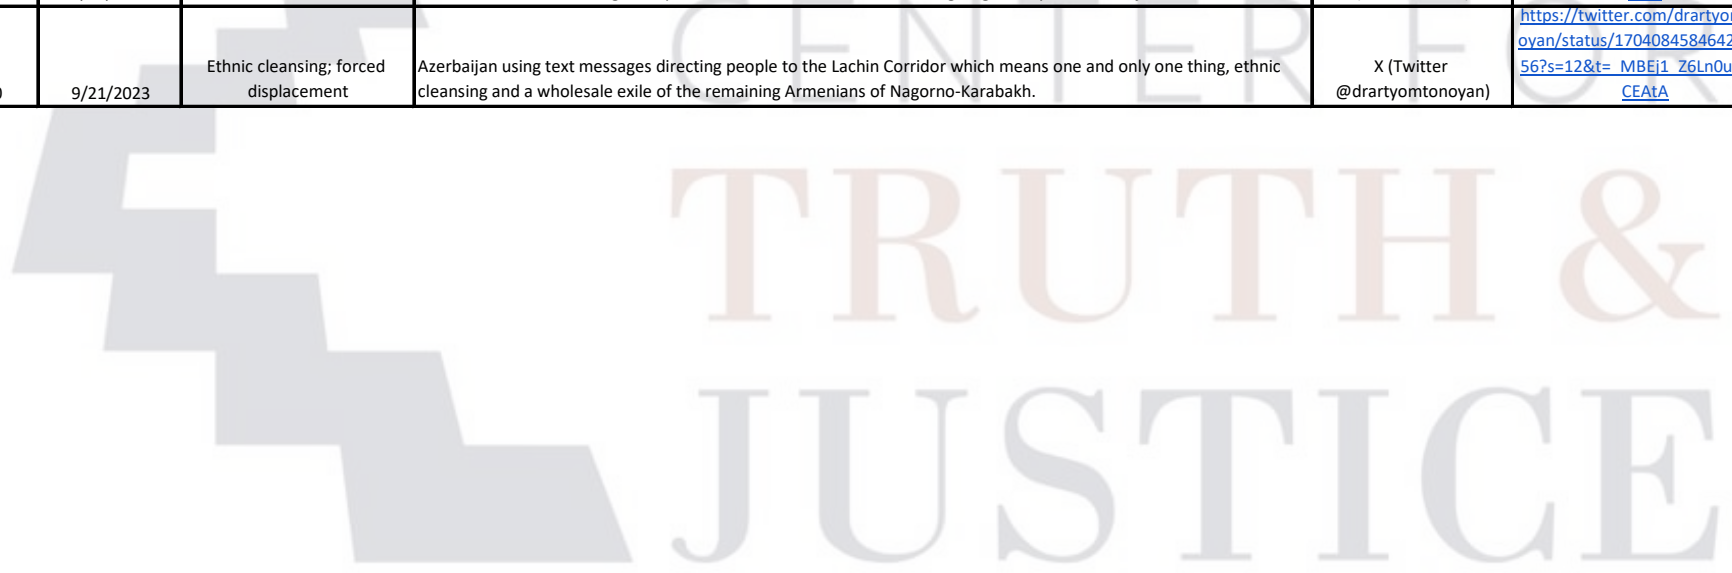 https://twitter.com/drartyo
Ethnic cleansing; forced Azerbaijan using text messages directing people to the Lachin Corridor which means one and only one thing, ethnic X (Twitter oyan/status/1704084584642
9/21/2023 displacement cleansing and a wholesale exile of the remaining Armenians of Nagorno-Karabakh. @drartyomtonoyan) 56?s=12&t=_MBEj1_Z6Ln0u
CEAtA
CENTER FOR
TRUTH &
JUSTICE